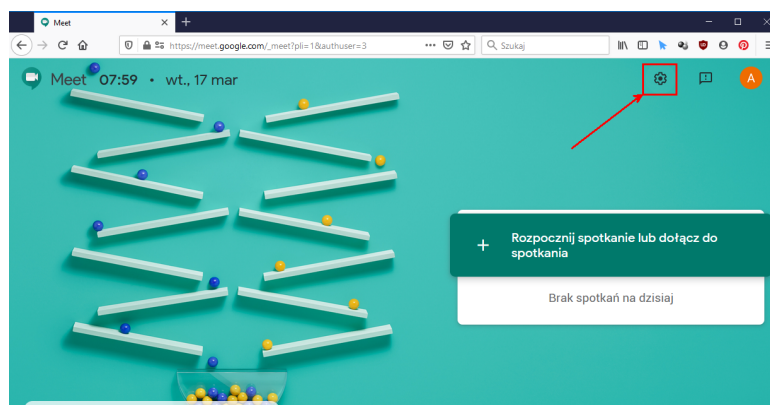 Meet
https://meet.google.com/_meet?pli=1&authuser=3
Szukaj
Meet 07:59 • wt., 17 mar
A
+ Rozpocznij spotkanie lub dołącz do
spotkania
Brak spotkań na dzisiaj